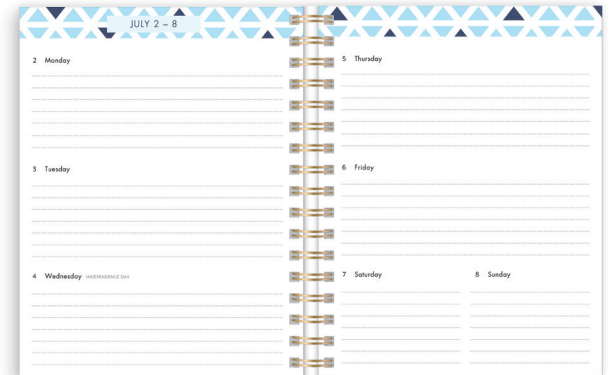 JULY 2 – 8
2 Monday
3 Tuesday
4 Wednesday INDEPENDENCE DAY
5 Thursday
6 Friday
7 Saturday
8 Sunday